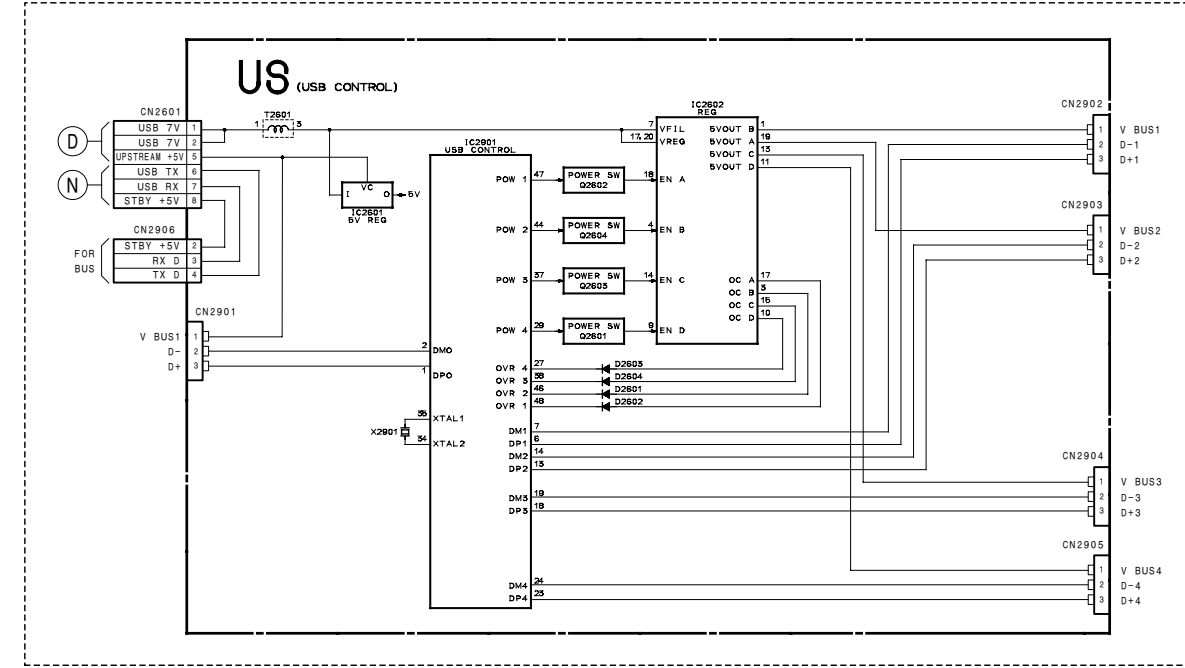 US (USB CONTROL)
CN2601
USB 7V 1
USB 7V 2
UPSTREAM +5V 5
USB TX 6
USB RX 7
STBY +5V 8
D
N
CN2906
STBY +5V 2
RX D 3
TX D 4
FOR
BUS
CN2901
V BUS1 1
D- 2
D+ 3
T2601
1 3
VC
I O 5V
IC2601
5V REG
IC2901
USB CONTROL
POW 1 47
POW 2 44
POW 3 37
POW 4 29
2 DMO
1 DPO
OVR 4 27
OVR 3 38
OVR 2 46
OVR 1 48
35 XTAL1
34 XTAL2
X2901
DM1 7
DP1 6
DM2 14
DP2 13
DM3 19
DP3 18
DM4 24
DP4 23
POWER SW
Q2602
POWER SW
Q2604
POWER SW
Q2603
POWER SW
Q2601
D2603
D2604
D2601
D2602
IC2602
REG
7 VFIL
17, 20 VREG
5VOUT B 1
5VOUT A 19
5VOUT C 13
5VOUT D 11
18 EN A
4 EN B
14 EN C
9 EN D
OC A 17
OC B 3
OC C 15
OC D 10
CN2902
1 V BUS1
2 D-1
3 D+1
CN2903
1 V BUS2
2 D-2
3 D+2
CN2904
1 V BUS3
2 D-3
3 D+3
CN2905
1 V BUS4
2 D-4
3 D+4